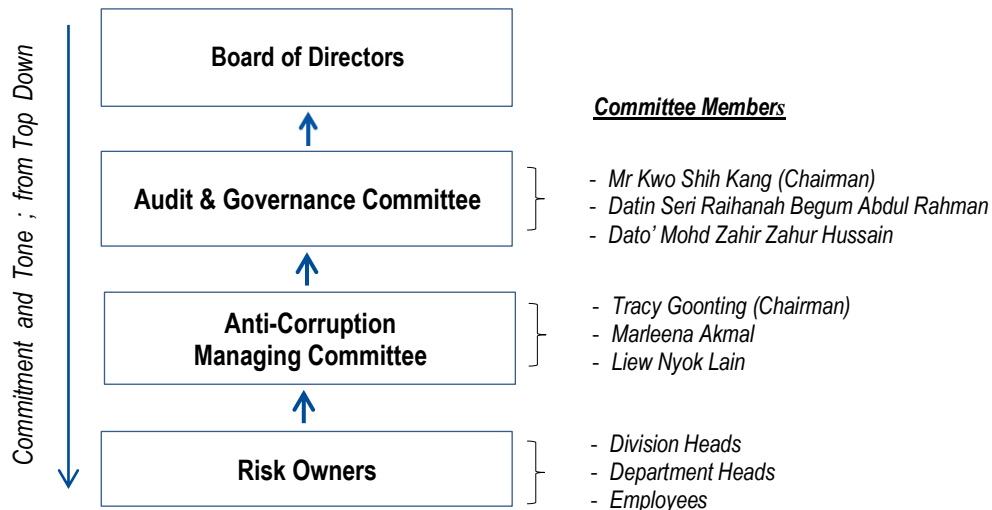 Commitment and Tone ; from Top Down
Board of Directors
Committee Members
Audit & Governance Committee
- Mr Kwo Shih Kang (Chairman)
- Datin Seri Raihanah Begum Abdul Rahman
- Dato’ Mohd Zahir Zahur Hussain
Anti-Corruption
Managing Committee
- Tracy Goonting (Chairman)
- Marleena Akmal
- Liew Nyok Lain
Risk Owners
- Division Heads
- Department Heads
- Employees